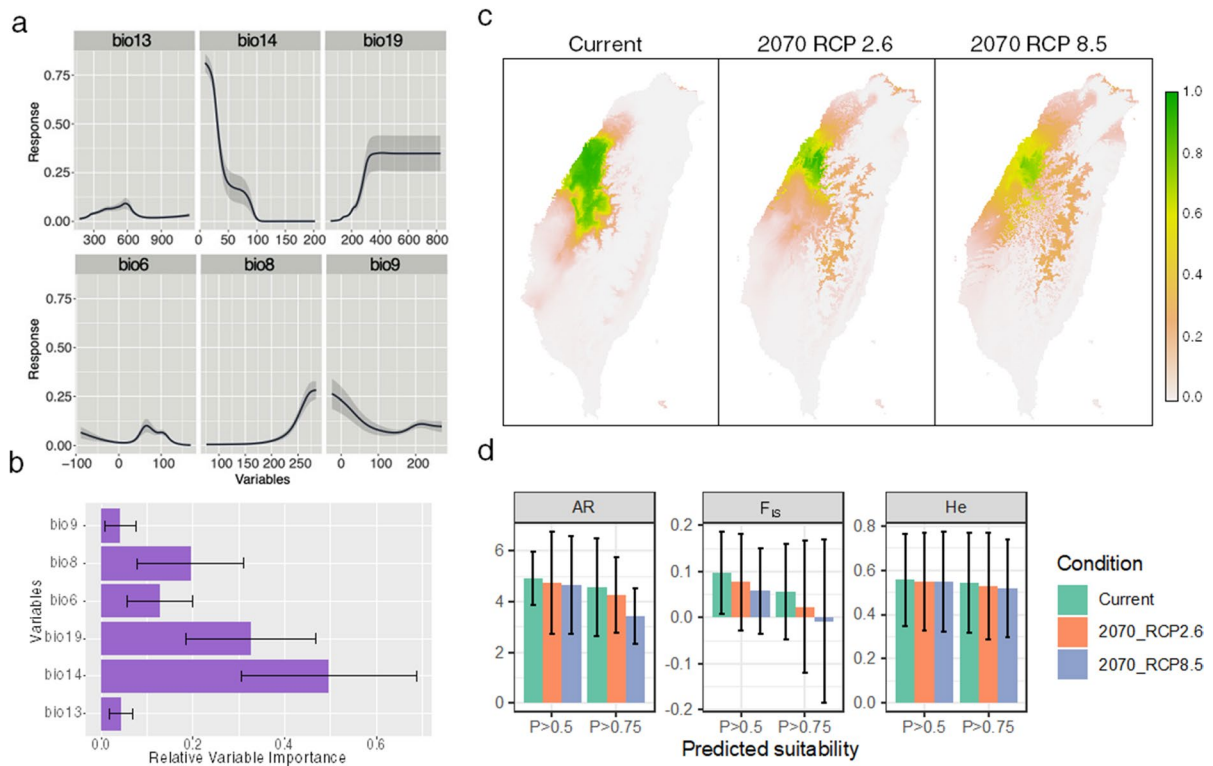 a
bio13 bio14 bio19
0.75
0.50
0.25
0.00
Response
300 600 900 0 50 100 150 200 200 400 600 800
bio6 bio8 bio9
0.75
0.50
0.25
0.00
Response
-100 0 100 100 150 200 250 0 100 200
Variables
b
bio9
bio8
bio6
bio19
bio14
bio13
Variables
0.0 0.2 0.4 0.6
Relative Variable Importance
c
Current 2070 RCP 2.6 2070 RCP 8.5
1.0
0.8
0.6
0.4
0.2
0.0
d
AR FIS He
6
4
2
0
0.2
0.1
0.0
-0.1
-0.2
0.8
0.6
0.4
0.2
0.0
P>0.5 P>0.75 P>0.5 P>0.75 P>0.5 P>0.75
Predicted suitability
Condition
Current
2070_RCP2.6
2070_RCP8.5